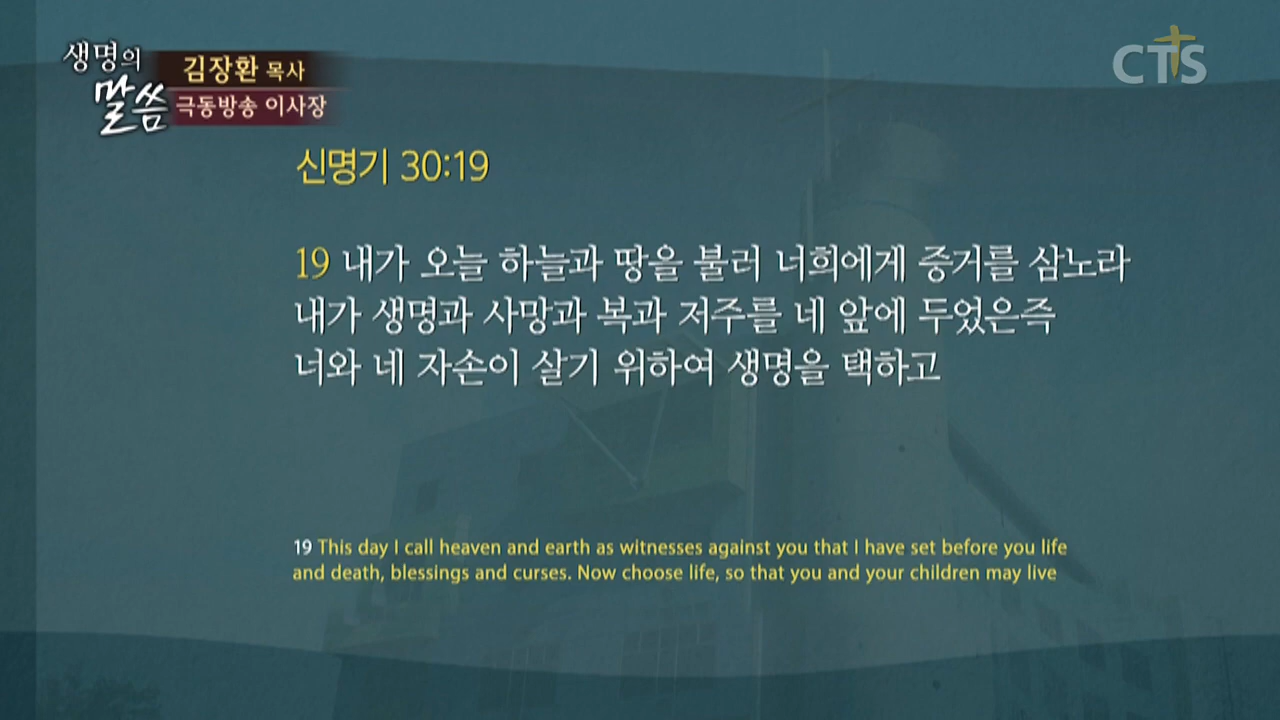 생명의
말씀
김장환 목사
극동방송 이사장
CTS
신명기 30:19
19 내가 오늘 하늘과 땅을 불러 너희에게 증거를 삼노라
내가 생명과 사망과 복과 저주를 네 앞에 두었은즉
너와 네 자손이 살기 위하여 생명을 택하고
19 This day I call heaven and earth as witnesses against you that I have set before you life
and death, blessings and curses. Now choose life, so that you and your children may live